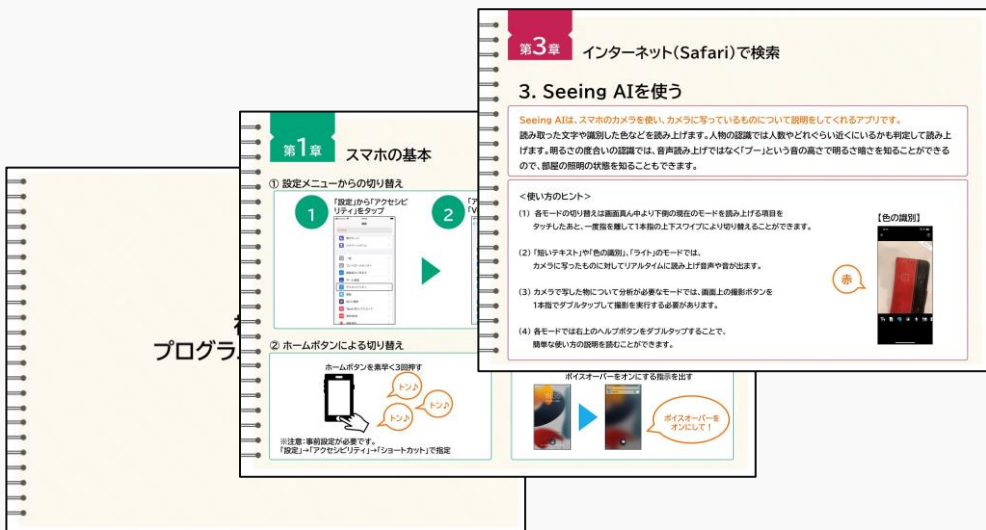 第3章 インターネット(Safari)で検索
3. Seeing AIを使う
Seeing AIは、スマホのカメラを使い、カメラに写っているものについて説明をしてくれるアプリです。
読み取った文字や識別した色などを読み上げます。人物の認識では人数やどれぐらい近くにいるかも判定して読み上
げます。明るさの度合いの認識では、音声読み上げではなく「ブー」という音の高さで明るさ暗さを知ることができる
ので、部屋の照明の状態を知ることもできます。
<使い方のヒント>
(1) 各モードの切り替えは画面真ん中より下側の現在のモードを読み上げる項目を
タッチしたあと、一度指を離して1本指の上下スワイプにより切り替えることができます。
(2)「短いテキスト」や「色の識別」、「ライト」のモードでは、
カメラに写ったものに対してリアルタイムに読み上げ音声や音が出ます。
(3) カメラで写した物について分析が必要なモードでは、画面上の撮影ボタンを
1本指でダブルタップして撮影を実行する必要があります。
(4) 各モードでは右上のヘルプボタンをダブルタップすることで、
簡単な使い方の説明を読むことができます。
【色の識別】
赤
第1章 スマホの基本
① 設定メニューからの切り替え
1
「設定」から「アクセシビ
リティ」をタップ
2
② ホームボタンによる切り替え
ホームボタンを素早く3回押す
トン♪
トン♪
トン♪
※注意:事前設定が必要です。
「設定」→「アクセシビリティ」→「ショートカット」で指定
ボイスオーバーをオンにする指示を出す
ボイスオーバーを
オンにして!
プログラ